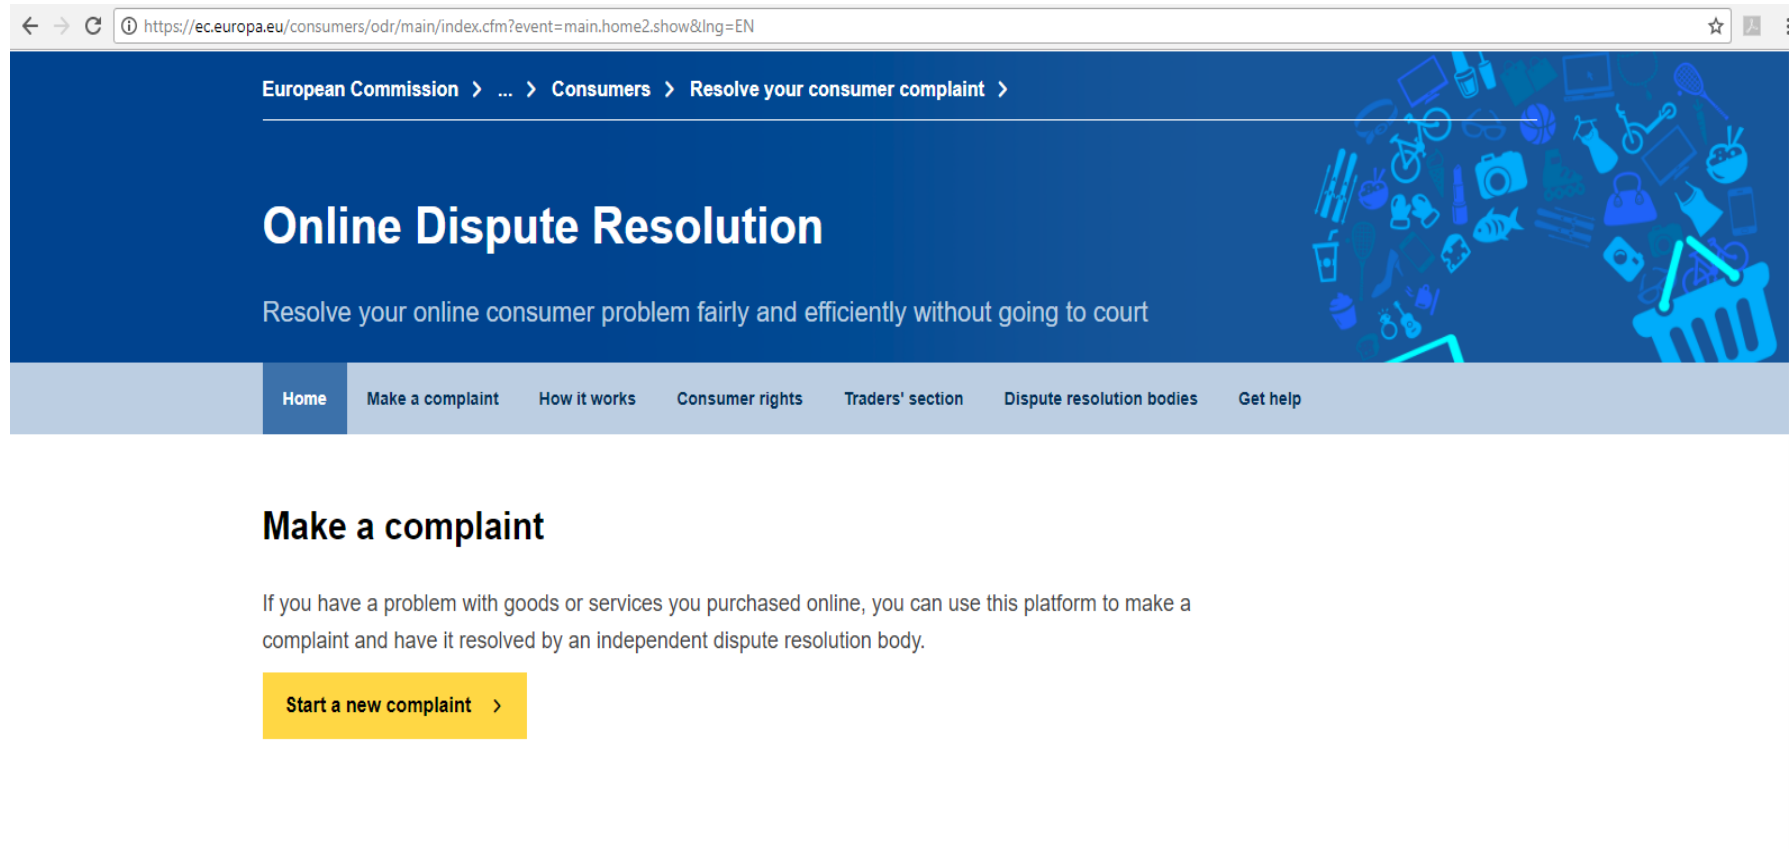 https://ec.europa.eu/consumers/odr/main/index.cfm?event=main.home2.show&lng=EN
European Commission > ... > Consumers > Resolve your consumer complaint >
Online Dispute Resolution
Resolve your online consumer problem fairly and efficiently without going to court
Home Make a complaint How it works Consumer rights Traders' section Dispute resolution bodies Get help
Make a complaint
If you have a problem with goods or services you purchased online, you can use this platform to make a
complaint and have it resolved by an independent dispute resolution body.
Start a new complaint >